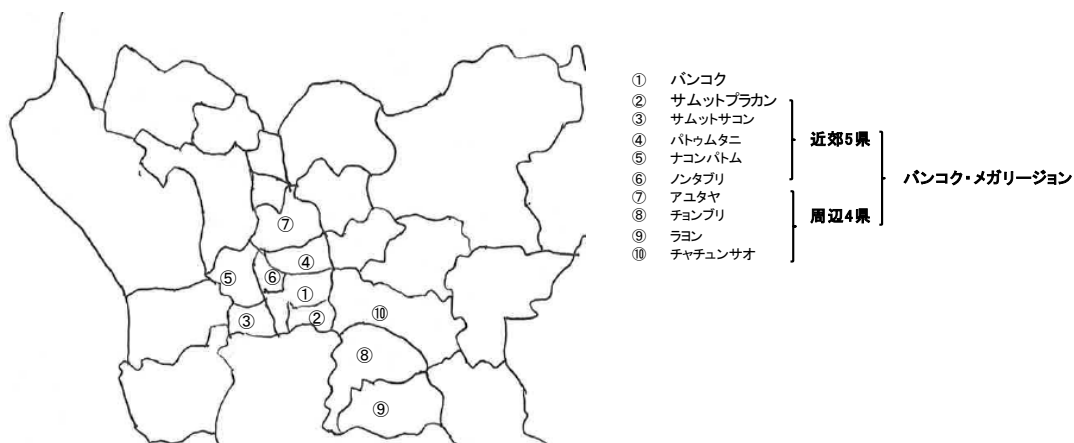 ① バンコク
② サムットプラカン
③ サムットサコン
④ パトゥムタニ
⑤ ナコンパトム
⑥ ノンタブリ
⑦ アユタヤ
⑧ チョンブリ
⑨ ラヨン
⑩ チャチュンサオ
近郊5県
周辺4県
バンコク・メガリージョン
⑦
④
⑤
⑥
①
③
②
⑩
⑧
⑨